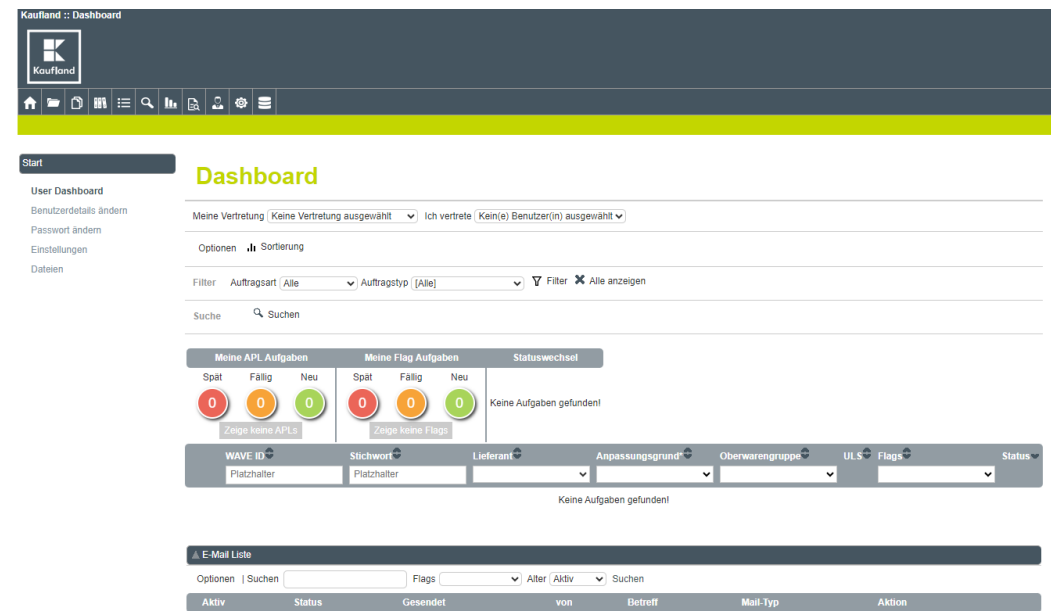 Kaufland :: Dashboard
Kaufland
Start
User Dashboard
Benutzerdetails ändern
Passwort ändern
Einstellungen
Dateien
Dashboard
Meine Vertretung Keine Vertretung ausgewählt Ich vertrete Kein(e) Benutzer(in) ausgewählt
Optionen Sortierung
Filter Auftragsart Alle Auftragstyp [Alle] Filter Alle anzeigen
Suche Suchen
Meine APL Aufgaben Meine Flag Aufgaben Statuswechsel
Spät Fällig Neu Spät Fällig Neu
0 0 0 0 0 0 Keine Aufgaben gefunden!
Zeige keine APLs Zeige keine Flags
WAVE ID Stichwort Lieferant Anpassungsgrund* Oberwarengruppe ULS Flags Status
Platzhalter Platzhalter
Keine Aufgaben gefunden!
E-Mail Liste
Optionen | Suchen Flags Alter Aktiv Suchen
Aktiv Status Gesendet von Betreff Mail-Typ Aktion